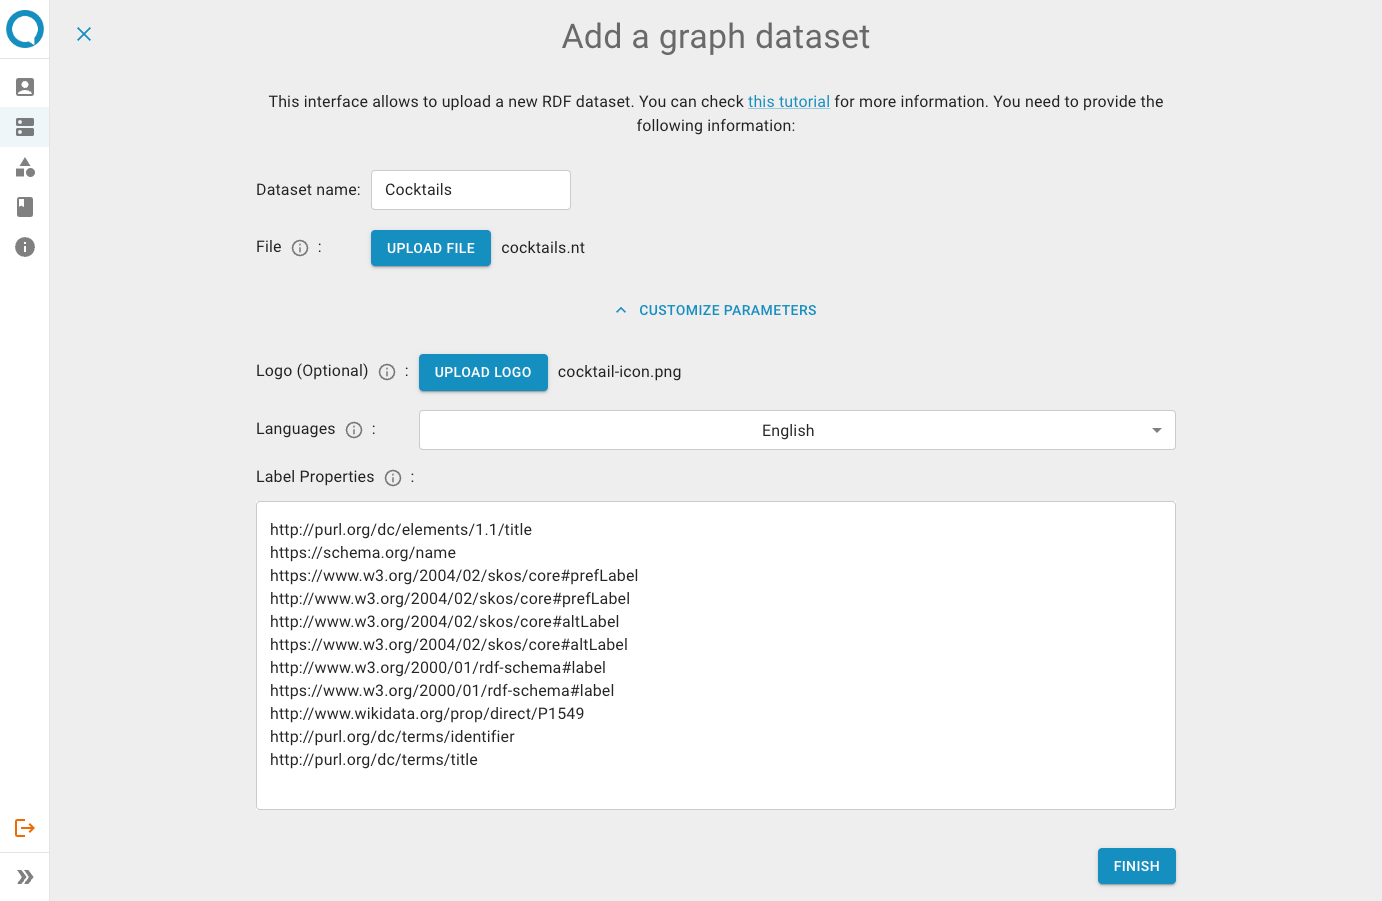 Add a graph dataset
This interface allows to upload a new RDF dataset. You can check this tutorial for more information. You need to provide the
following information:
Dataset name: Cocktails
File : UPLOAD FILE cocktails.nt
CUSTOMIZE PARAMETERS
Logo (Optional) : UPLOAD LOGO cocktail-icon.png
Languages : English
Label Properties :
http://purl.org/dc/elements/1.1/title
https://schema.org/name
https://www.w3.org/2004/02/skos/core#prefLabel
http://www.w3.org/2004/02/skos/core#prefLabel
http://www.w3.org/2004/02/skos/core#altLabel
https://www.w3.org/2004/02/skos/core#altLabel
http://www.w3.org/2000/01/rdf-schema#label
https://www.w3.org/2000/01/rdf-schema#label
http://www.wikidata.org/prop/direct/P1549
http://purl.org/dc/terms/identifier
http://purl.org/dc/terms/title
FINISH